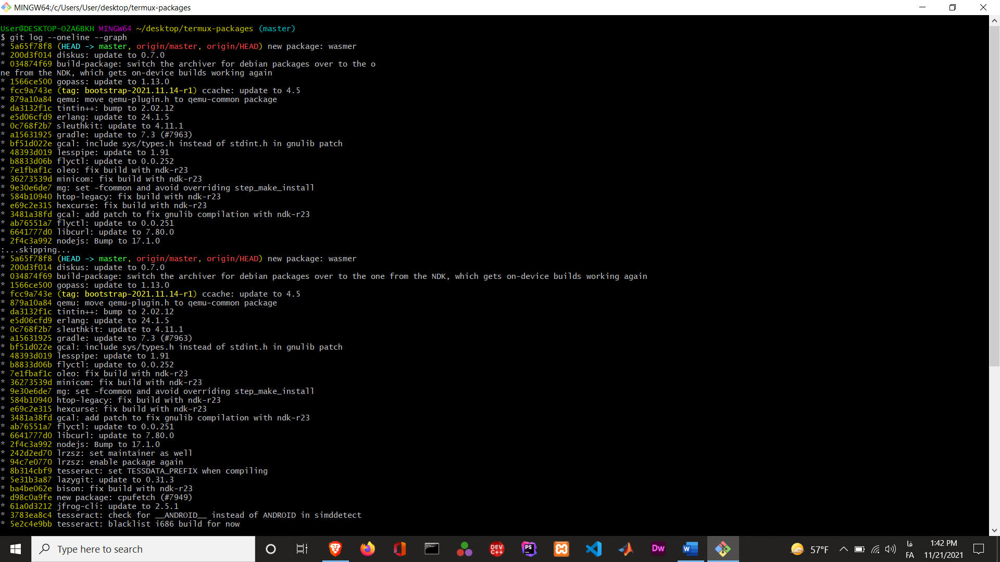 MINGW64:/c/Users/User/desktop/termux-packages
User@DESKTOP-O2A6BKH MINGW64 ~/desktop/termux-packages (master)
$ git log --oneline --graph
* 5a65f78f8 (HEAD -> master, origin/master, origin/HEAD) new package: wasmer
* 200d3f014 diskus: update to 0.7.0
* 034874f69 build-package: switch the archiver for debian packages over to the o
ne from the NDK, which gets on-device builds working again
* 1566ce500 gopass: update to 1.13.0
* fcc9a743e (tag: bootstrap-2021.11.14-r1) ccache: update to 4.5
* 879a10a84 qemu: move qemu-plugin.h to qemu-common package
* da3132f1c tintin++: bump to 2.02.12
* e5d06cfd9 erlang: update to 24.1.5
* 0c768f2b7 sleuthkit: update to 4.11.1
* a15631925 gradle: update to 7.3 (#7963)
* bf51d022e gcal: include sys/types.h instead of stdint.h in gnulib patch
* 48393d019 lesspipe: update to 1.91
* b8833d06b flyctl: update to 0.0.252
* 7e1fbaf1c oleo: fix build with ndk-r23
* 36273539d minicom: fix build with ndk-r23
* 9e30e6de7 mg: set -fcommon and avoid overriding step_make_install
* 584b10940 htop-legacy: fix build with ndk-r23
* e69c2e315 hexcurse: fix build with ndk-r23
* 3481a38fd gcal: add patch to fix gnulib compilation with ndk-r23
* ab76551a7 flyctl: update to 0.0.251
* 6641777d0 libcurl: update to 7.80.0
* 2f4c3a992 nodejs: Bump to 17.1.0
:...skipping...
* 5a65f78f8 (HEAD -> master, origin/master, origin/HEAD) new package: wasmer
* 200d3f014 diskus: update to 0.7.0
* 034874f69 build-package: switch the archiver for debian packages over to the one from the NDK, which gets on-device builds working again
* 1566ce500 gopass: update to 1.13.0
* fcc9a743e (tag: bootstrap-2021.11.14-r1) ccache: update to 4.5
* 879a10a84 qemu: move qemu-plugin.h to qemu-common package
* da3132f1c tintin++: bump to 2.02.12
* e5d06cfd9 erlang: update to 24.1.5
* 0c768f2b7 sleuthkit: update to 4.11.1
* a15631925 gradle: update to 7.3 (#7963)
* bf51d022e gcal: include sys/types.h instead of stdint.h in gnulib patch
* 48393d019 lesspipe: update to 1.91
* b8833d06b flyctl: update to 0.0.252
* 7e1fbaf1c oleo: fix build with ndk-r23
* 36273539d minicom: fix build with ndk-r23
* 9e30e6de7 mg: set -fcommon and avoid overriding step_make_install
* 584b10940 htop-legacy: fix build with ndk-r23
* e69c2e315 hexcurse: fix build with ndk-r23
* 3481a38fd gcal: add patch to fix gnulib compilation with ndk-r23
* ab76551a7 flyctl: update to 0.0.251
* 6641777d0 libcurl: update to 7.80.0
* 2f4c3a992 nodejs: Bump to 17.1.0
* 242d2ed70 lrzsz: set maintainer as well
* 94c7e0770 lrzsz: enable package again
* 8b314cbf9 tesseract: set TESSDATA_PREFIX when compiling
* 5e31b3a87 lazygit: update to 0.31.3
* ba4be062e bison: fix build with ndk-r23
* d98c0a9fe new package: cpufetch (#7949)
* 61a0d3212 jfrog-cli: update to 2.5.1
* 3783ea8c4 tesseract: check for __ANDROID__ instead of ANDROID in simddetect
* 5e2c4e9bb tesseract: blacklist i686 build for now
Type here to search
DEV C++
PS
Dw
W
57°F
فا
FA
1:42 PM
11/21/2021